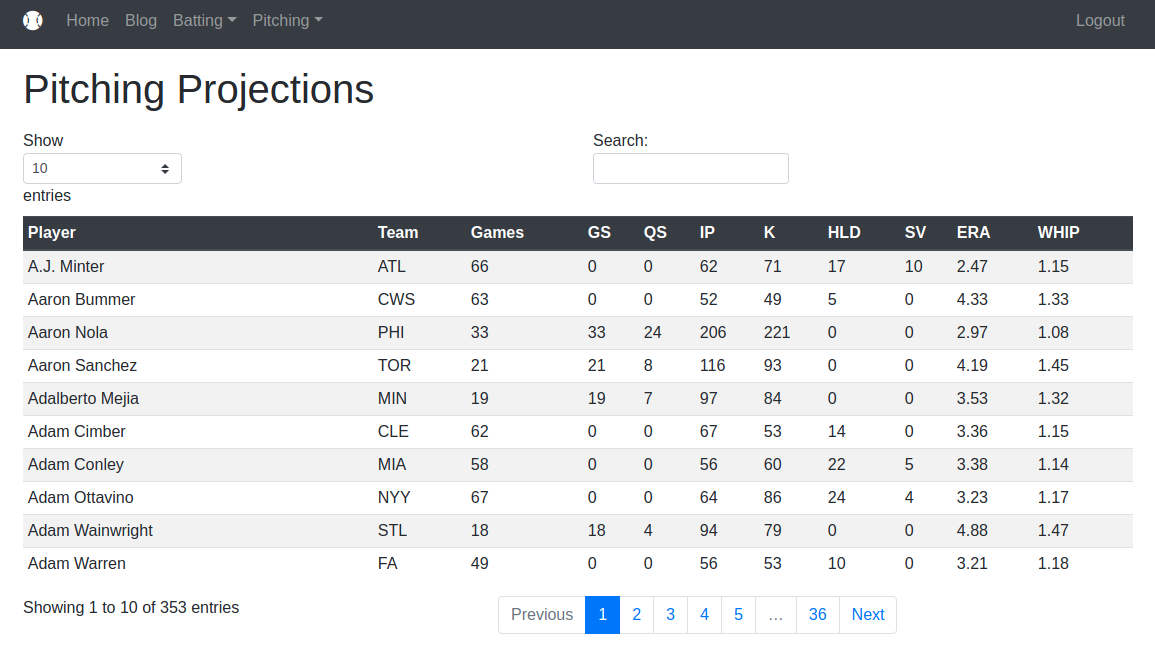 Home Blog Batting Pitching Logout
Pitching Projections
Show
10
entries
Search:
Player Team Games GS QS IP K HLD SV ERA WHIP
A.J. Minter ATL 66 0 0 62 71 17 10 2.47 1.15
Aaron Bummer CWS 63 0 0 52 49 5 0 4.33 1.33
Aaron Nola PHI 33 33 24 206 221 0 0 2.97 1.08
Aaron Sanchez TOR 21 21 8 116 93 0 0 4.19 1.45
Adalberto Mejia MIN 19 19 7 97 84 0 0 3.53 1.32
Adam Cimber CLE 62 0 0 67 53 14 0 3.36 1.15
Adam Conley MIA 58 0 0 56 60 22 5 3.38 1.14
Adam Ottavino NYY 67 0 0 64 86 24 4 3.23 1.17
Adam Wainwright STL 18 18 4 94 79 0 0 4.88 1.47
Adam Warren FA 49 0 0 56 53 10 0 3.21 1.18
Showing 1 to 10 of 353 entries
Previous 1 2 3 4 5 … 36 Next